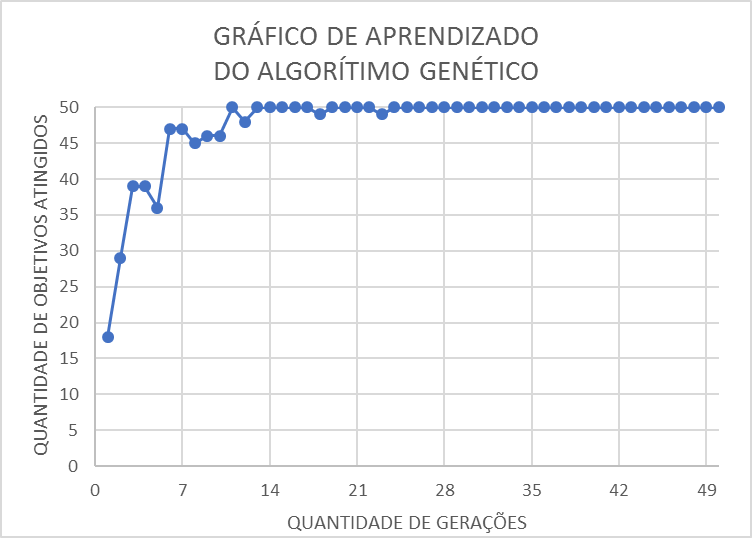 GRÁFICO DE APRENDIZADO
DO ALGORÍTIMO GENÉTICO
QUANTIDADE DE OBJETIVOS ATINGIDOS
50
45
40
35
30
25
20
15
10
5
0
0 7 14 21 28 35 42 49
QUANTIDADE DE GERAÇÕES